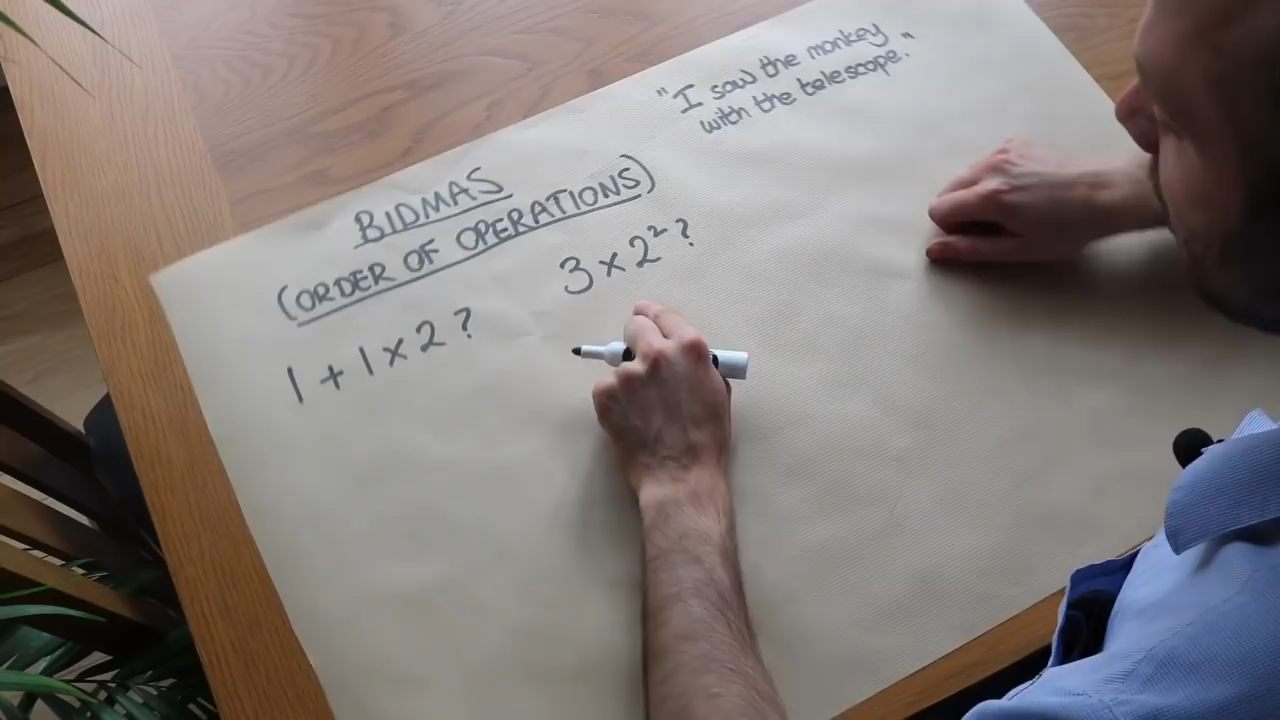 "I saw the monkey
with the telescope."
BIDMAS
(ORDER OF OPERATIONS)
1 + 1 × 2 ?
3 × 2² ?